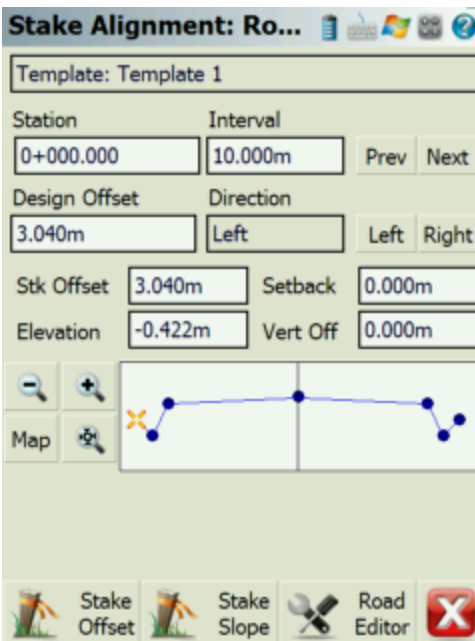 Stake Alignment: Ro...
Template: Template 1
Station Interval
0+000.000 10.000m Prev Next
Design Offset Direction
3.040m Left Left Right
Stk Offset 3.040m Setback 0.000m
Elevation -0.422m Vert Off 0.000m
Map
Stake Offset
Stake Slope
Road Editor